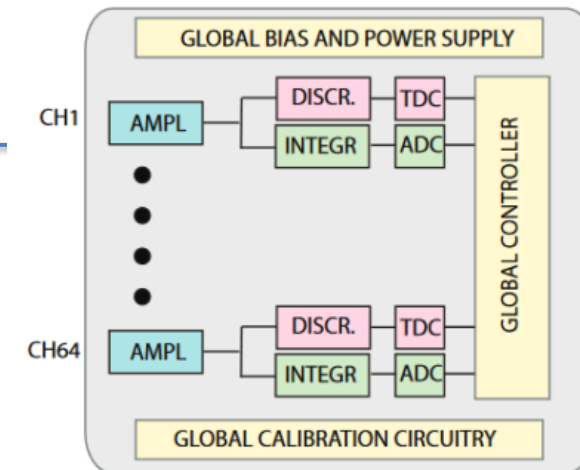 GLOBAL BIAS AND POWER SUPPLY
CH1
AMPL
DISCR.
TDC
INTEGR
ADC
GLOBAL CONTROLLER
CH64
AMPL
DISCR.
TDC
INTEGR
ADC
GLOBAL CALIBRATION CIRCUITRY